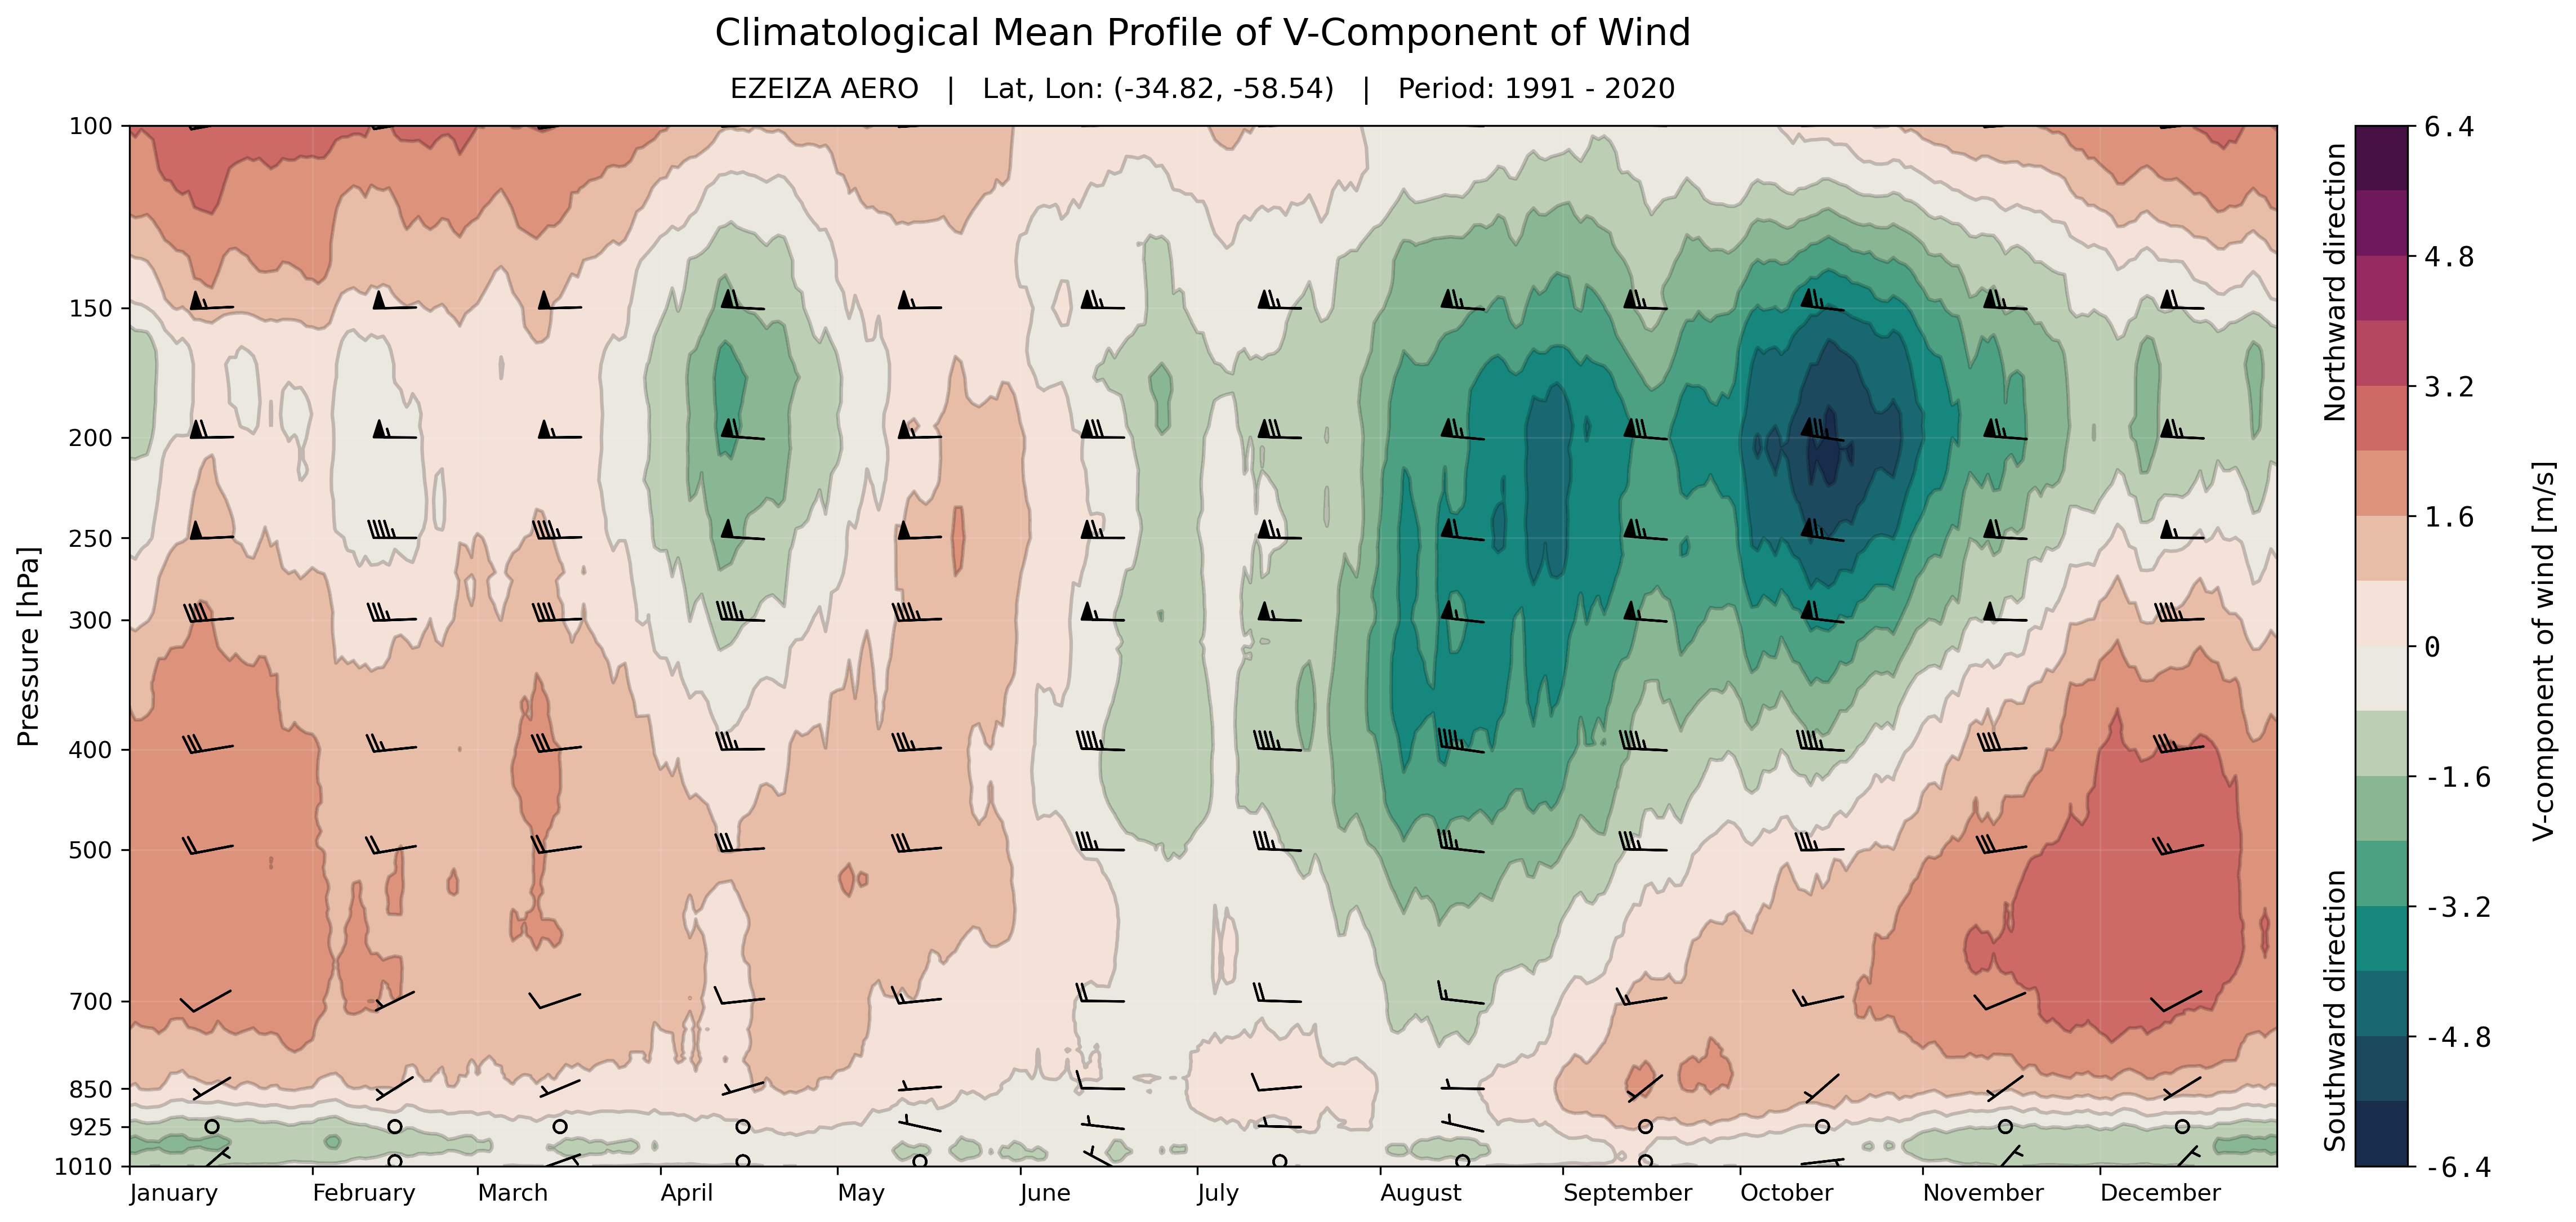 Climatological Mean Profile of V-Component of Wind
EZEIZA AERO | Lat, Lon: (-34.82, -58.54) | Period: 1991 - 2020
Pressure [hPa]
100
150
200
250
300
400
500
700
850
925
1010
January
February
March
April
May
June
July
August
September
October
November
December
Northward direction
Southward direction
6.4
4.8
3.2
1.6
0
-1.6
-3.2
-4.8
-6.4
V-component of wind [m/s]